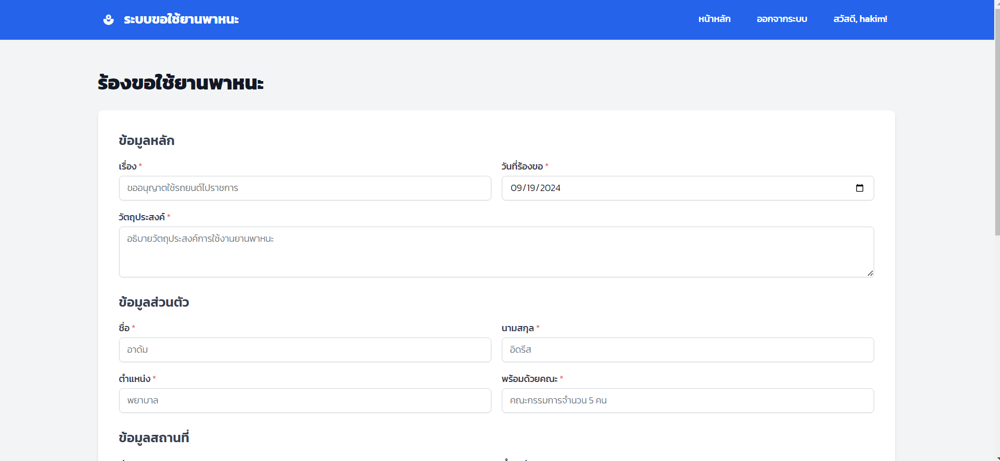 ระบบขอใช้ยานพาหนะ
หน้าหลัก
ออกจากระบบ
สวัสดี, hakim!
ร้องขอใช้ยานพาหนะ
ข้อมูลหลัก
เรื่อง *
วันที่ร้องขอ *
ขออนุญาตใช้รถยนต์ไปราชการ
09/19/2024
วัตถุประสงค์ *
อธิบายวัตถุประสงค์การใช้งานยานพาหนะ
ข้อมูลส่วนตัว
ชื่อ *
นามสกุล *
อาดัม
อิดรีส
ตำแหน่ง *
พร้อมด้วยคณะ *
พยาบาล
คณะกรรมการจำนวน 5 คน
ข้อมูลสถานที่